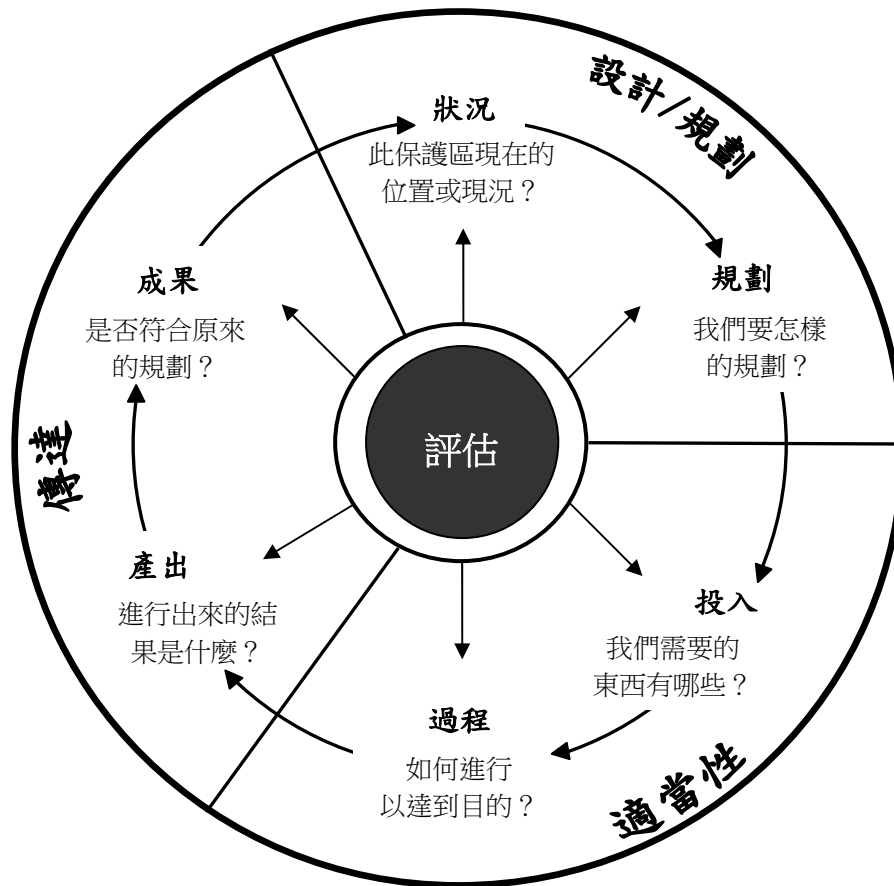 設計/規劃
狀況
此保護區現在的
位置或現況？
規劃
我們要怎樣
的規劃？
適當性
投入
我們需要的
東西有哪些？
過程
如何進行
以達到目的？
傳達
產出
進行出來的結
果是什麼？
成果
是否符合原來
的規劃？
評估